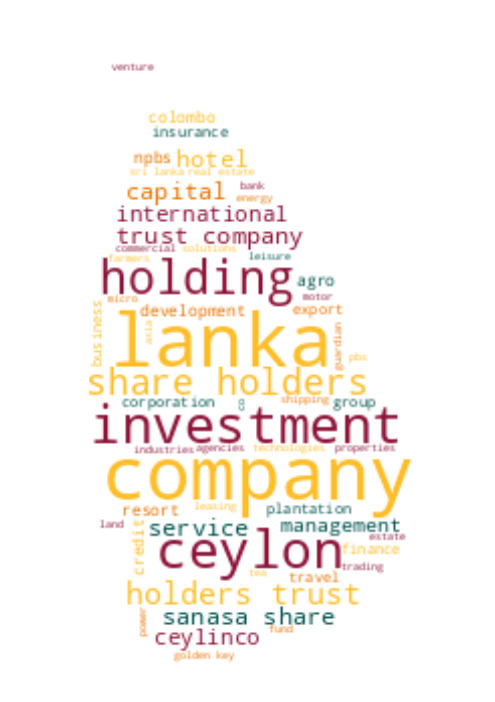 venture
colombo
insurance
npbs hotel
sri lanka real estate
capital bank
energy
international
trust company
commercial solutions
farmers leisure
holding agro
micro motor
business development export
lanka
asia guardian pbs
share holders
corporation 8 shipping group
investment
industries agencies technologies properties
company
resort leasing plantation
land service management
credit estate
ceylon finance
tea travel trading
holders trust
power sanasa share
ceylinco fund
golden key